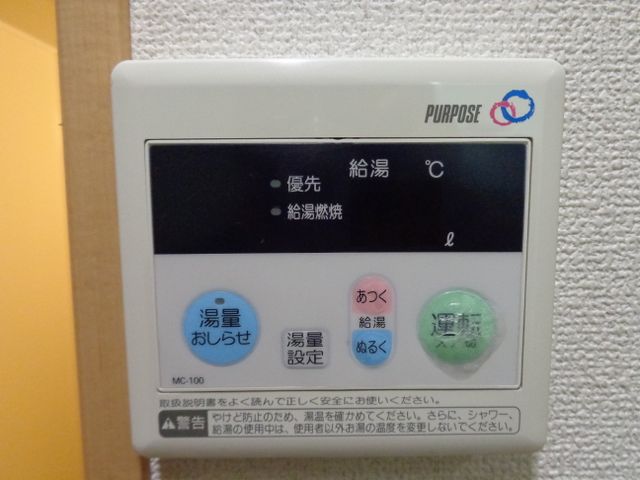 PURPOSE
給湯 ℃
優先
給湯燃焼
ℓ
湯量
おしらせ
湯量
設定
あつく
給湯
ぬるく
運転
MC-100
取扱説明書をよく読んで正しく安全にお使いください。
警告
やけど防止のため、湯温を確かめてください。さらに、シャワー、
給湯の使用中は、使用者以外お湯の温度を変更しないでください。